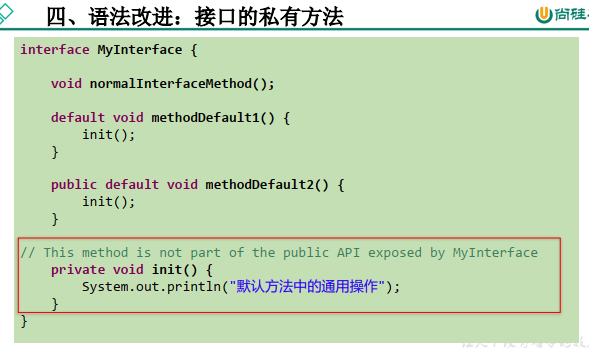 四、语法改进：接口的私有方法
尚硅
interface MyInterface {
void normalInterfaceMethod();
default void methodDefault1() {
init();
}
public default void methodDefault2() {
init();
}
// This method is not part of the public API exposed by MyInterface
private void init() {
System.out.println("默认方法中的通用操作");
}
}